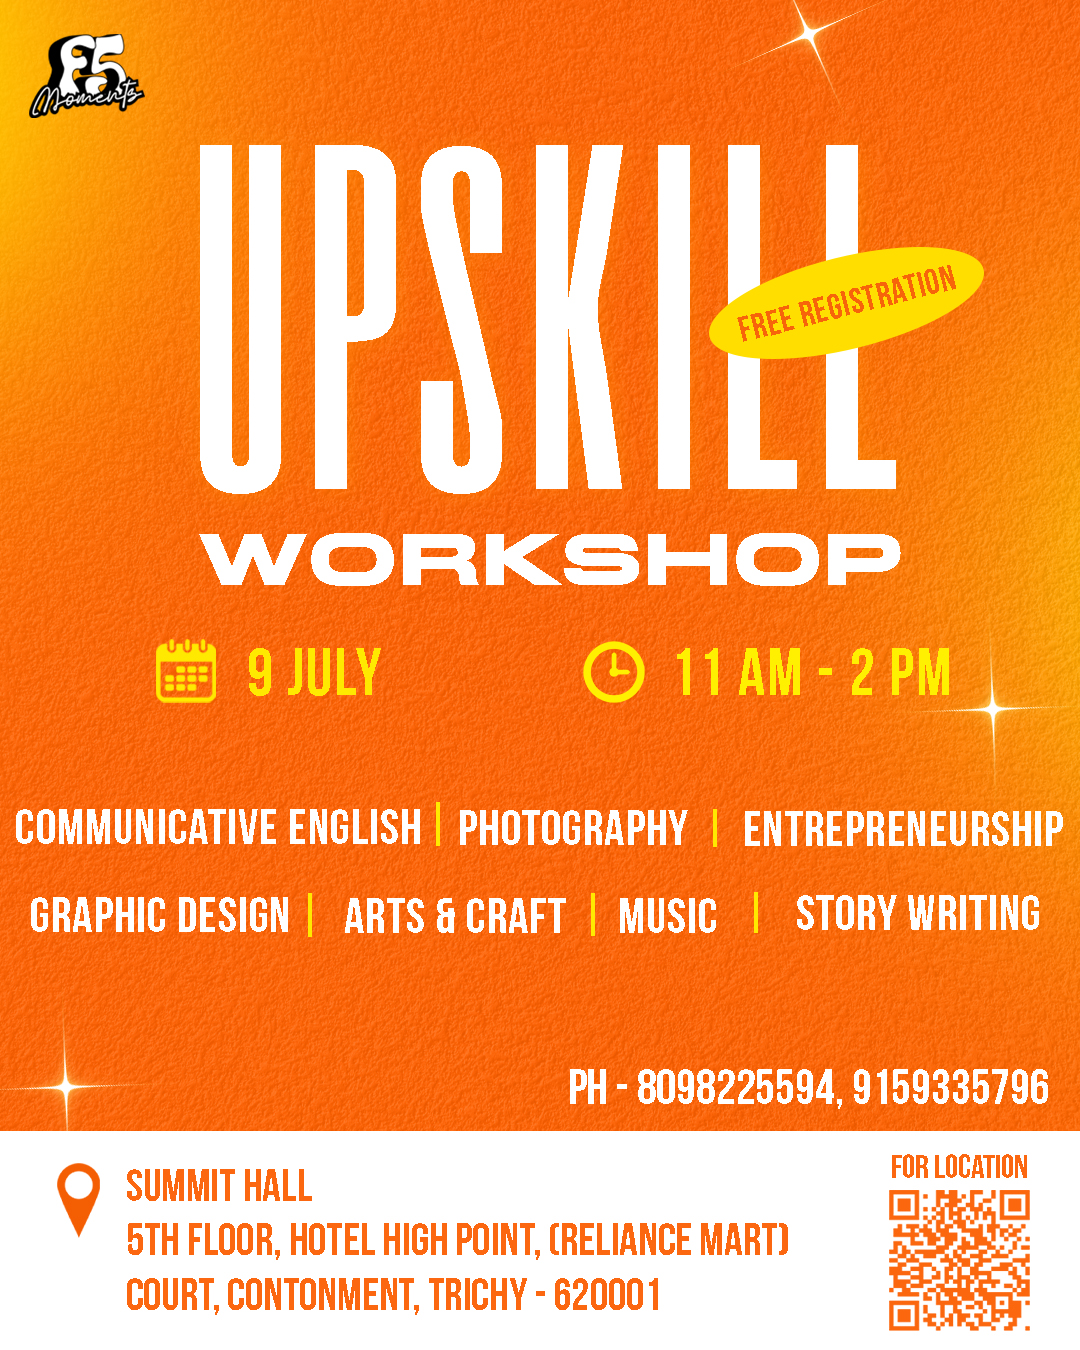 F5
Moments
UPSKILL
FREE REGISTRATION
WORKSHOP
9 JULY
11 AM - 2 PM
COMMUNICATIVE ENGLISH | PHOTOGRAPHY | ENTREPRENEURSHIP
GRAPHIC DESIGN | ARTS & CRAFT | MUSIC | STORY WRITING
PH - 8098225594, 9159335796
SUMMIT HALL
5TH FLOOR, HOTEL HIGH POINT, (RELIANCE MART)
COURT, CONTONMENT, TRICHY - 620001
FOR LOCATION